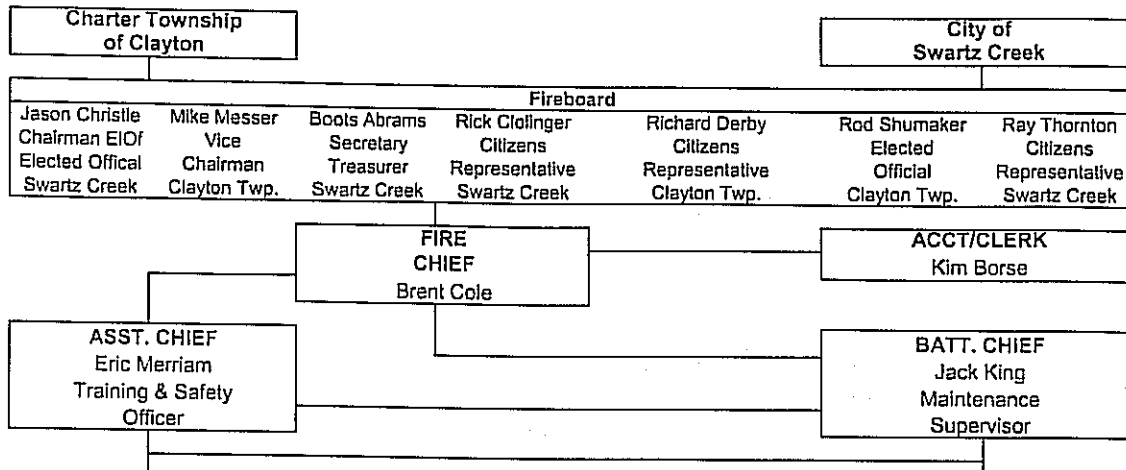 Charter Township
of Clayton
City of
Swartz Creek
Fireboard
Jason Christie
Chairman ElOf
Elected Offical
Swartz Creek
Mike Messer
Vice
Chairman
Clayton Twp.
Boots Abrams
Secretary
Treasurer
Swartz Creek
Rick Clolinger
Citizens
Representative
Swartz Creek
Richard Derby
Citizens
Representative
Clayton Twp.
Rod Shumaker
Elected
Official
Clayton Twp.
Ray Thornton
Citizens
Representative
Swartz Creek
FIRE
CHIEF
Brent Cole
ACCT/CLERK
Kim Borse
ASST. CHIEF
Eric Merriam
Training & Safety
Officer
BATT. CHIEF
Jack King
Maintenance
Supervisor